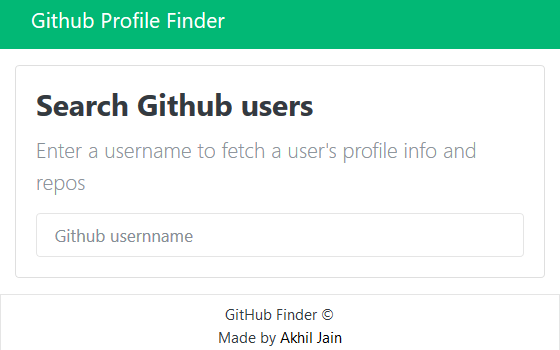 Github Profile Finder
Search Github users
Enter a username to fetch a user's profile info and
repos
Github usernname
GitHub Finder ©
Made by Akhil Jain